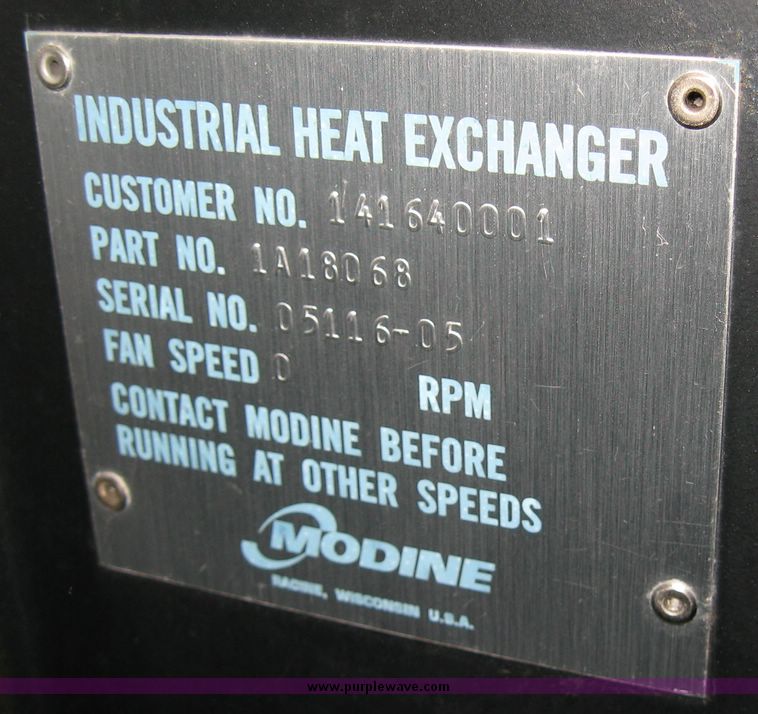 INDUSTRIAL HEAT EXCHANGER
CUSTOMER NO. 141640001
PART NO. 1A18068
SERIAL NO. 05116-05
FAN SPEED 0 RPM
CONTACT MODINE BEFORE
RUNNING AT OTHER SPEEDS
MODINE
RACINE, WISCONSIN U.S.A.
www.purplewave.com